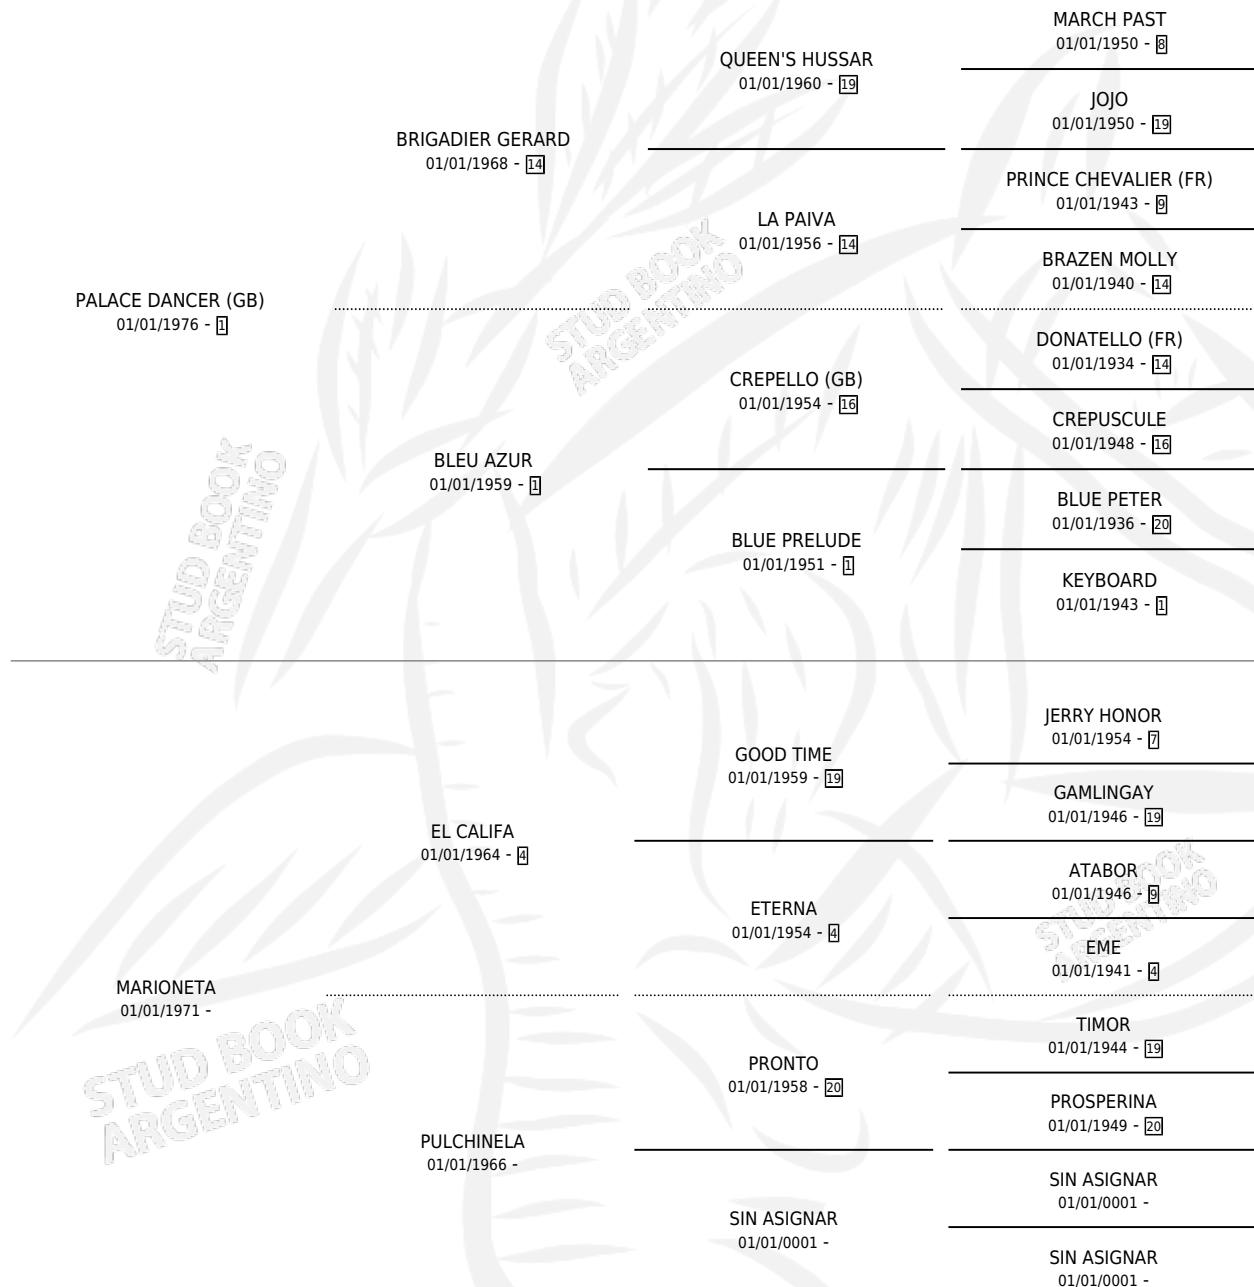 MARCH PAST
01/01/1950 - 8
QUEEN'S HUSSAR
01/01/1960 - 19
JOJO
01/01/1950 - 19
BRIGADIER GERARD
01/01/1968 - 14
PRINCE CHEVALIER (FR)
01/01/1943 - 9
LA PAIVA
01/01/1956 - 14
BRAZEN MOLLY
01/01/1940 - 14
PALACE DANCER (GB)
01/01/1976 - 1
DONATELLO (FR)
01/01/1934 - 14
CREPELLO (GB)
01/01/1954 - 16
CREPUSCULE
01/01/1948 - 16
BLEU AZUR
01/01/1959 - 1
BLUE PETER
01/01/1936 - 20
BLUE PRELUDE
01/01/1951 - 1
KEYBOARD
01/01/1943 - 1
JERRY HONOR
01/01/1954 - 7
GOOD TIME
01/01/1959 - 19
GAMLINGAY
01/01/1946 - 19
EL CALIFA
01/01/1964 - 4
ATABOR
01/01/1946 - 9
ETERNA
01/01/1954 - 4
EME
01/01/1941 - 4
MARIONETA
01/01/1971 -
TIMOR
01/01/1944 - 19
PRONTO
01/01/1958 - 20
PROSPERINA
01/01/1949 - 20
PULCHINELA
01/01/1966 -
SIN ASIGNAR
01/01/0001 -
SIN ASIGNAR
01/01/0001 -
SIN ASIGNAR
01/01/0001 -
STUD BOOK
ARGENTINO
STUD BOOK
ARGENTINO
STUD BOOK
ARGENTINO
STUD BOOK
ARGENTINO